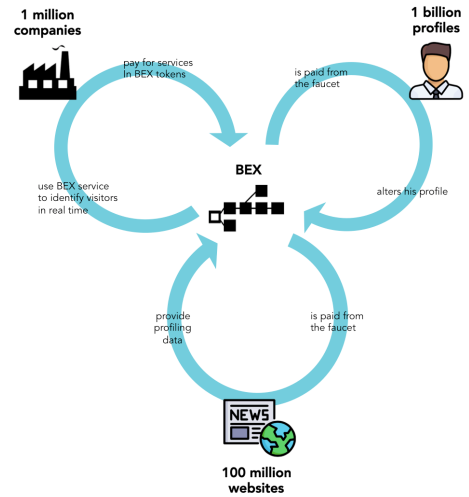 1 million
companies
1 billion
profiles
pay for services
In BEX tokens
is paid from
the faucet
BEX
use BEX service
to identify visitors
in real time
alters his profile
provide
profiling
data
is paid from
the faucet
NEWS
100 million
websites